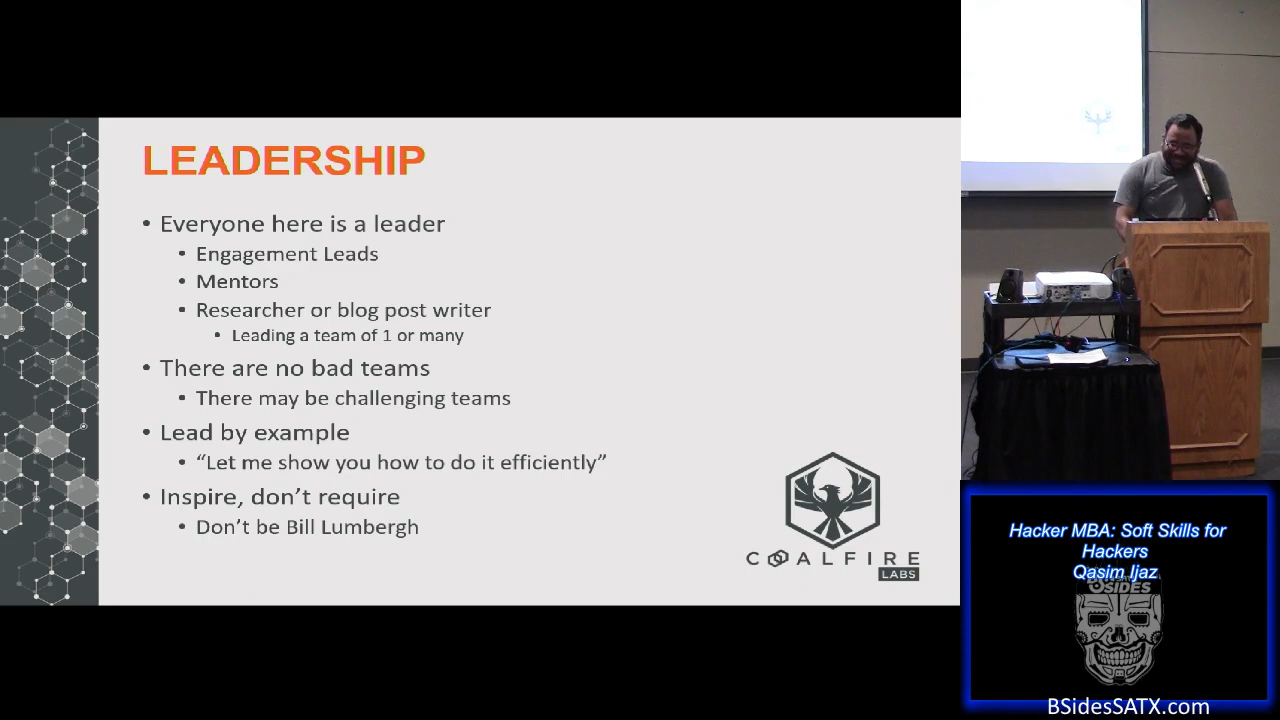 LEADERSHIP
• Everyone here is a leader
• Engagement Leads
• Mentors
• Researcher or blog post writer
• Leading a team of 1 or many
• There are no bad teams
• There may be challenging teams
• Lead by example
• “Let me show you how to do it efficiently”
• Inspire, don’t require
• Don’t be Bill Lumbergh
COALFIRE
LABS
Hacker MBA: Soft Skills for
Hackers
Qasim Ijaz
BSIDES
BSidesSATX.com